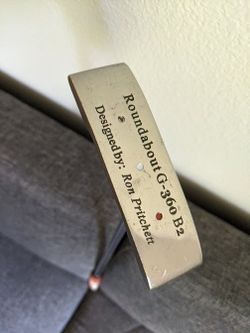 Roundabout G-360 B2
Designed by: Ron Pritchett